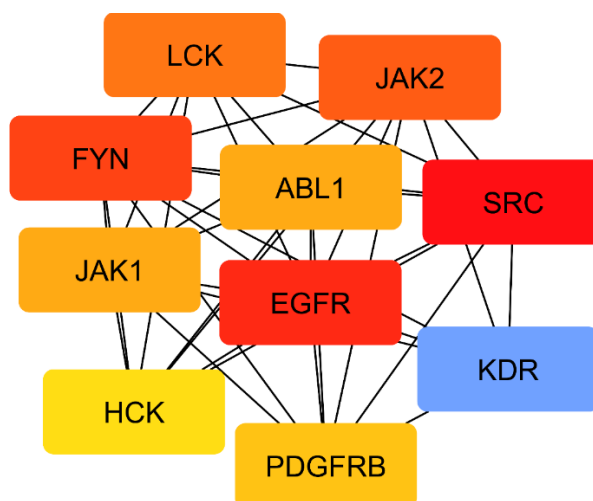 LCK
JAK2
FYN
ABL1
SRC
JAK1
EGFR
KDR
HCK
PDGFRB